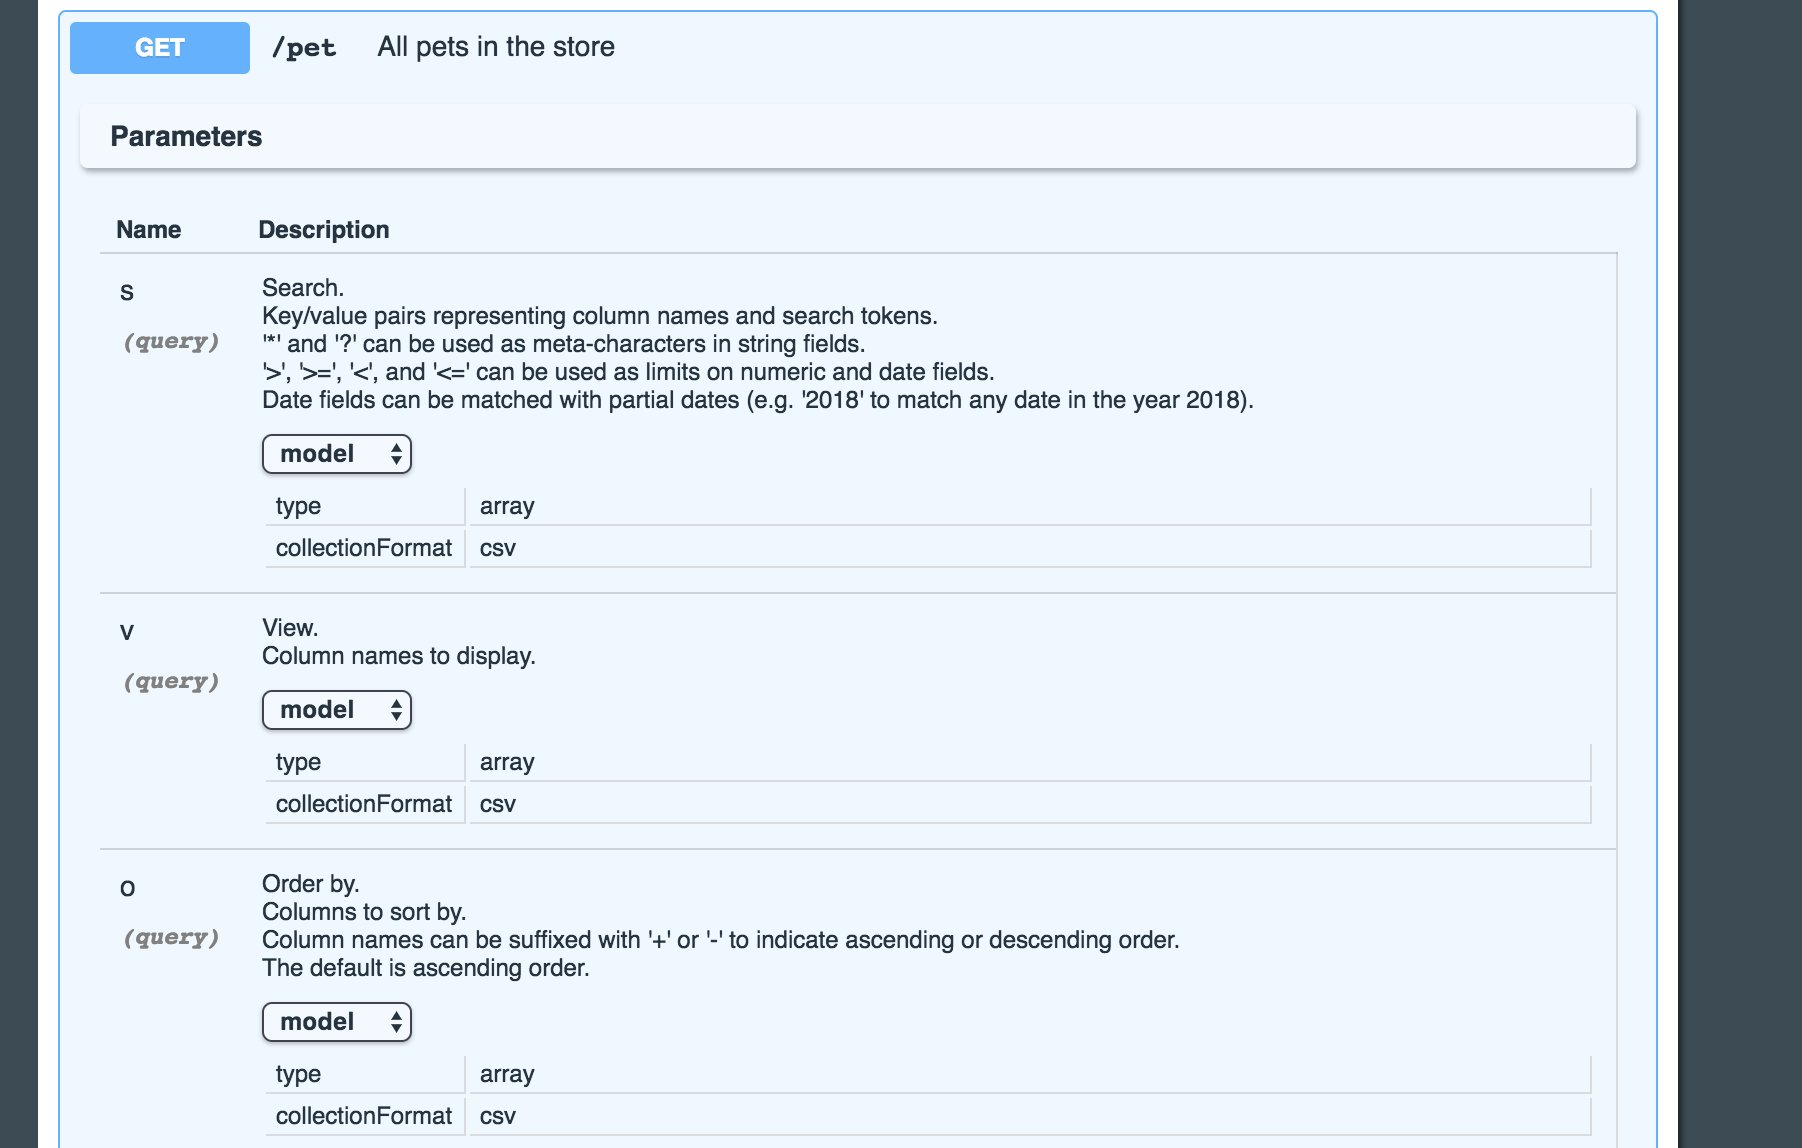 GET /pet All pets in the store
Parameters
Name Description
s
(query)
Search.
Key/value pairs representing column names and search tokens.
'*' and '?' can be used as meta-characters in string fields.
'>', '>=', '<', and '<=' can be used as limits on numeric and date fields.
Date fields can be matched with partial dates (e.g. '2018' to match any date in the year 2018).
model
type array
collectionFormat csv
v
(query)
View.
Column names to display.
model
type array
collectionFormat csv
o
(query)
Order by.
Columns to sort by.
Column names can be suffixed with '+' or '-' to indicate ascending or descending order.
The default is ascending order.
model
type array
collectionFormat csv